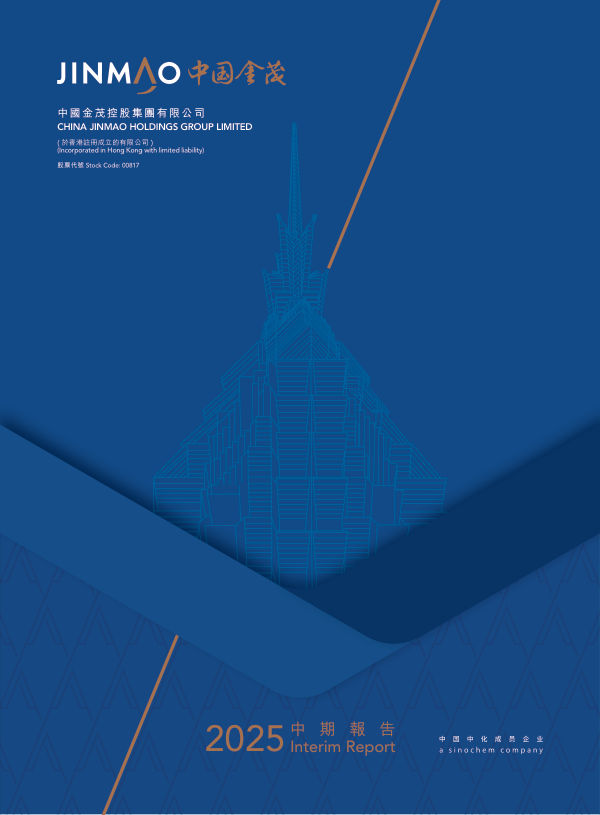 JINMAO 中国金茂
中國金茂控股集團有限公司
CHINA JINMAO HOLDINGS GROUP LIMITED
(於香港註冊成立的有限公司)
(Incorporated in Hong Kong with limited liability)
股票代號 Stock Code: 00817
2025 中期報告
Interim Report
中国中化成员企业
a sinochem company